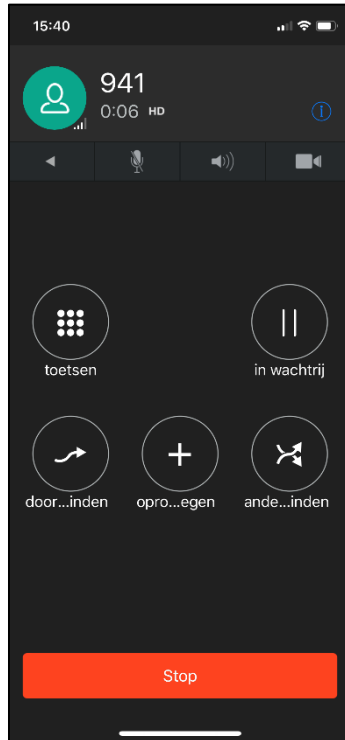 15:40
941
0:06 HD
toetsen
in wachtrij
door...inden
opro...egen
ande...inden
Stop